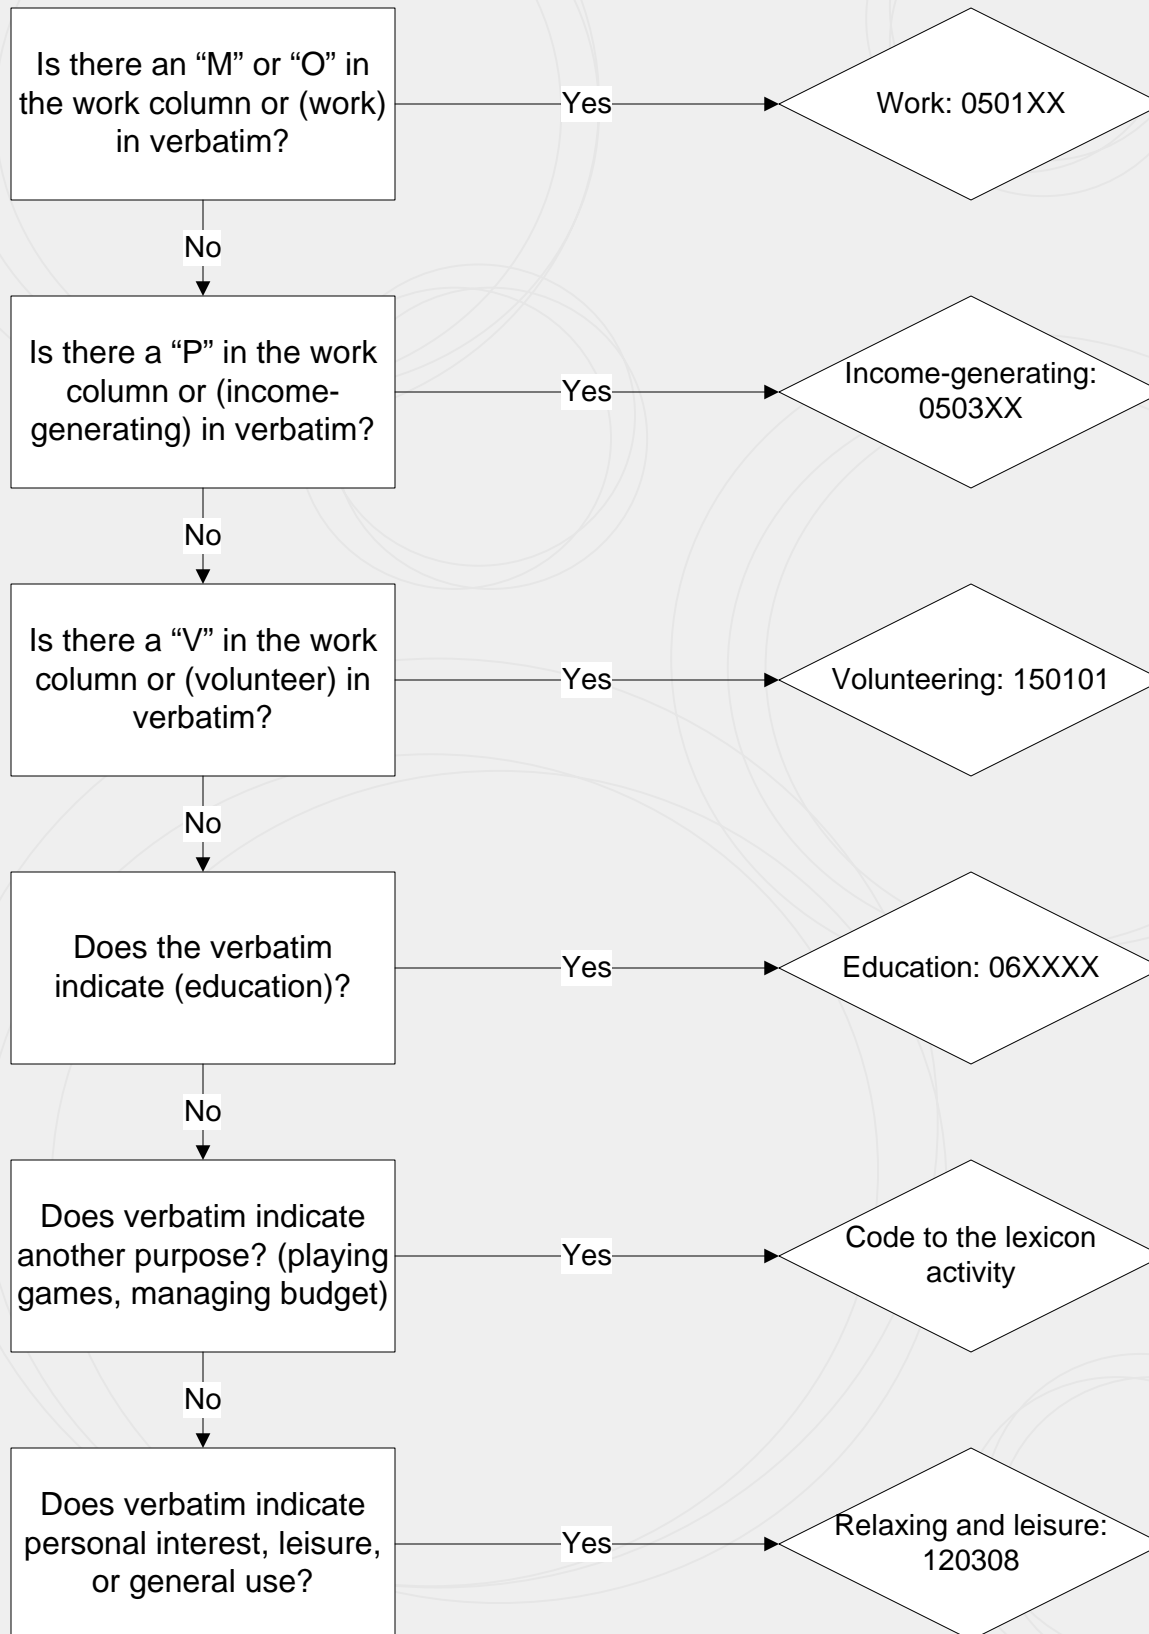 Is there an “M” or “O” in
the work column or (work)
in verbatim?
Yes
Work: 0501XX
No
Is there a “P” in the work
column or (income-
generating) in verbatim?
Yes
Income-generating:
0503XX
No
Is there a “V” in the work
column or (volunteer) in
verbatim?
Yes
Volunteering: 150101
No
Does the verbatim
indicate (education)?
Yes
Education: 06XXXX
No
Does verbatim indicate
another purpose? (playing
games, managing budget)
Yes
Code to the lexicon
activity
No
Does verbatim indicate
personal interest, leisure,
or general use?
Yes
Relaxing and leisure:
120308